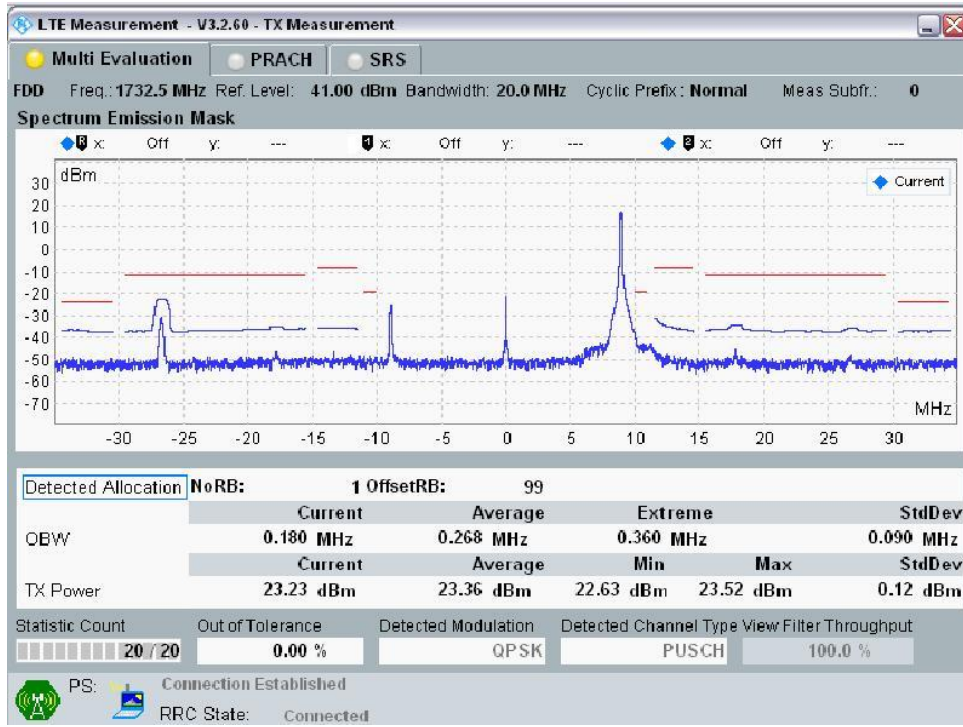 LTE Measurement - V3.2.60 - TX Measurement
Multi Evaluation PRACH SRS
FDD Freq.: 1732.5 MHz Ref. Level: 41.00 dBm Bandwidth: 20.0 MHz Cyclic Prefix: Normal Meas Subfr.: 0
Spectrum Emission Mask
R x: Off y: --- 1 x: Off y: --- 2 x: Off y: ---
dBm
Current
30
20
10
0
-10
-20
-30
-40
-50
-60
-70
MHz
-30 -25 -20 -15 -10 -5 0 5 10 15 20 25 30
Detected Allocation NoRB: 1 OffsetRB: 99
Current Average Extreme StdDev
OBW 0.180 MHz 0.268 MHz 0.360 MHz 0.090 MHz
Current Average Min Max StdDev
TX Power 23.23 dBm 23.36 dBm 22.63 dBm 23.52 dBm 0.12 dBm
Statistic Count Out of Tolerance Detected Modulation Detected Channel Type View Filter Throughput
20 / 20 0.00 % QPSK PUSCH 100.0 %
PS: Connection Established
RRC State: Connected